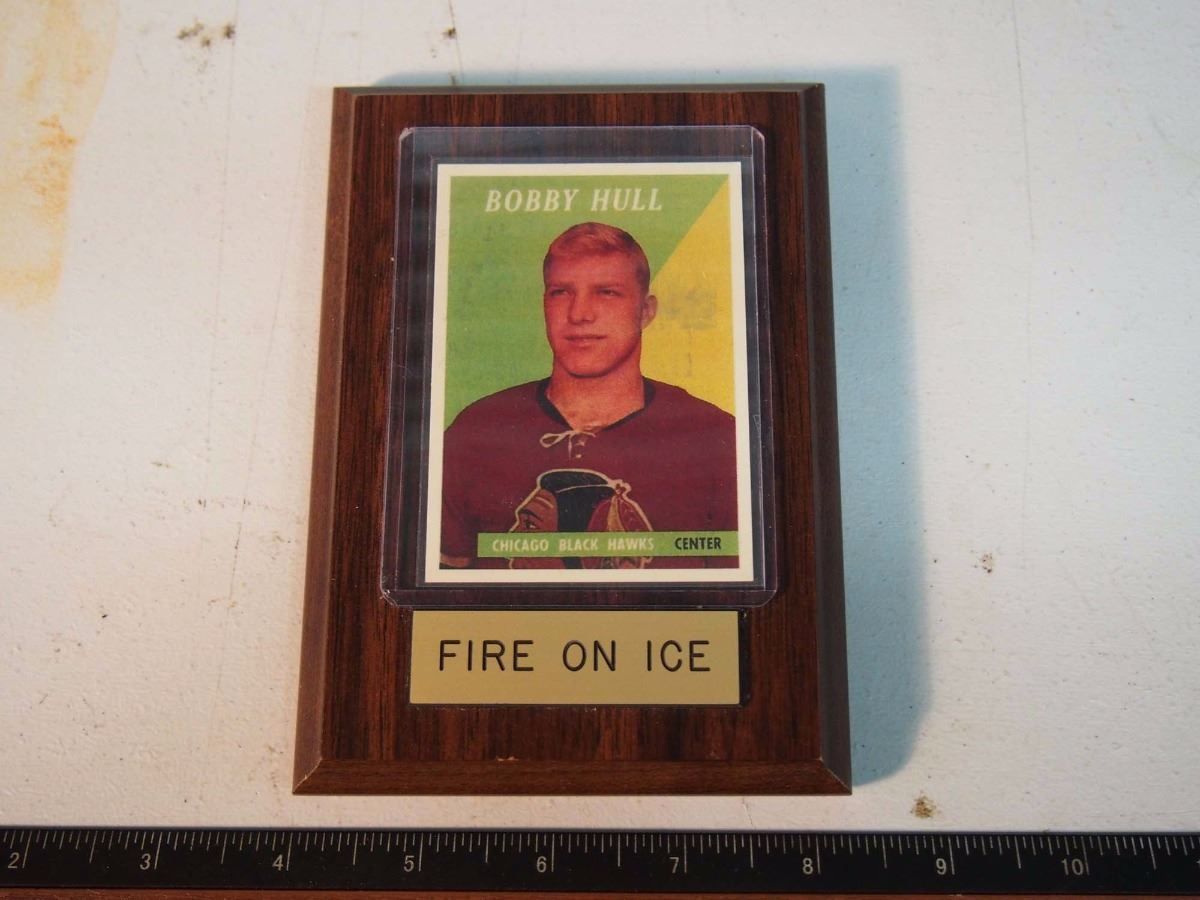 BOBBY HULL
CHICAGO BLACK HAWKS CENTER
FIRE ON ICE
2 3 4 5 6 7 8 9 10